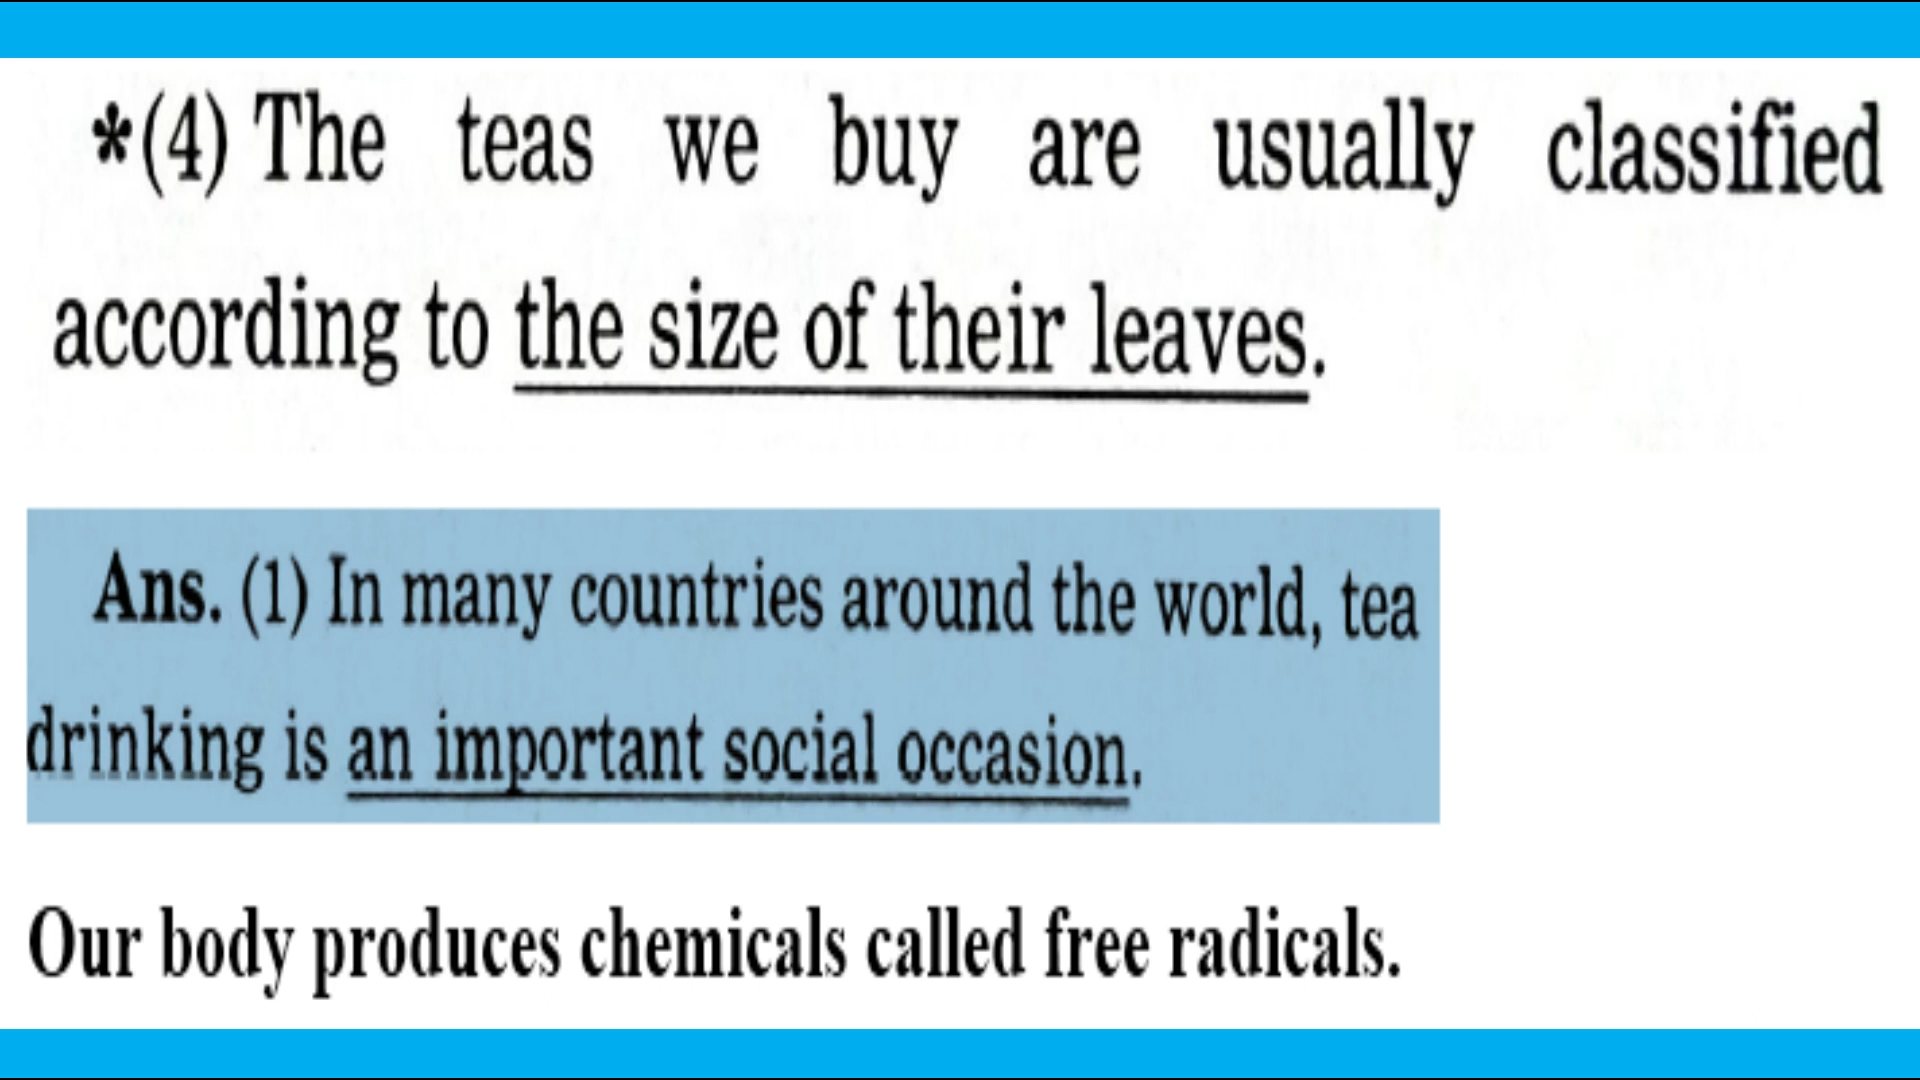 *(4) The teas we buy are usually classified
according to the size of their leaves.
Ans. (1) In many countries around the world, tea
drinking is an important social occasion.
Our body produces chemicals called free radicals.